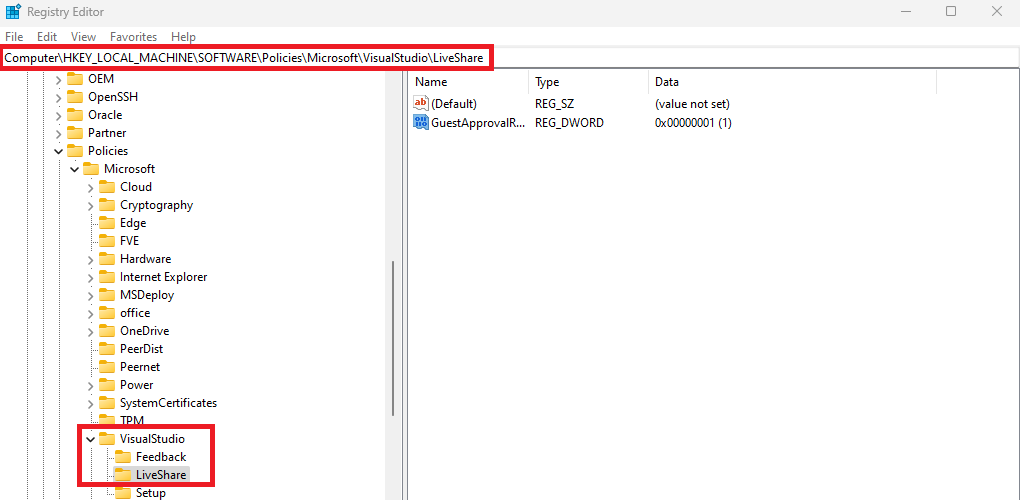 Registry Editor
File Edit View Favorites Help
Computer\HKEY_LOCAL_MACHINE\SOFTWARE\Policies\Microsoft\VisualStudio\LiveShare
OEM
OpenSSH
Oracle
Partner
Policies
Microsoft
Cloud
Cryptography
Edge
FVE
Hardware
Internet Explorer
MSDeploy
office
OneDrive
PeerDist
Peernet
Power
SystemCertificates
TPM
VisualStudio
Feedback
LiveShare
Setup
Name Type Data
ab (Default) REG_SZ (value not set)
GuestApprovalR... REG_DWORD 0x00000001 (1)